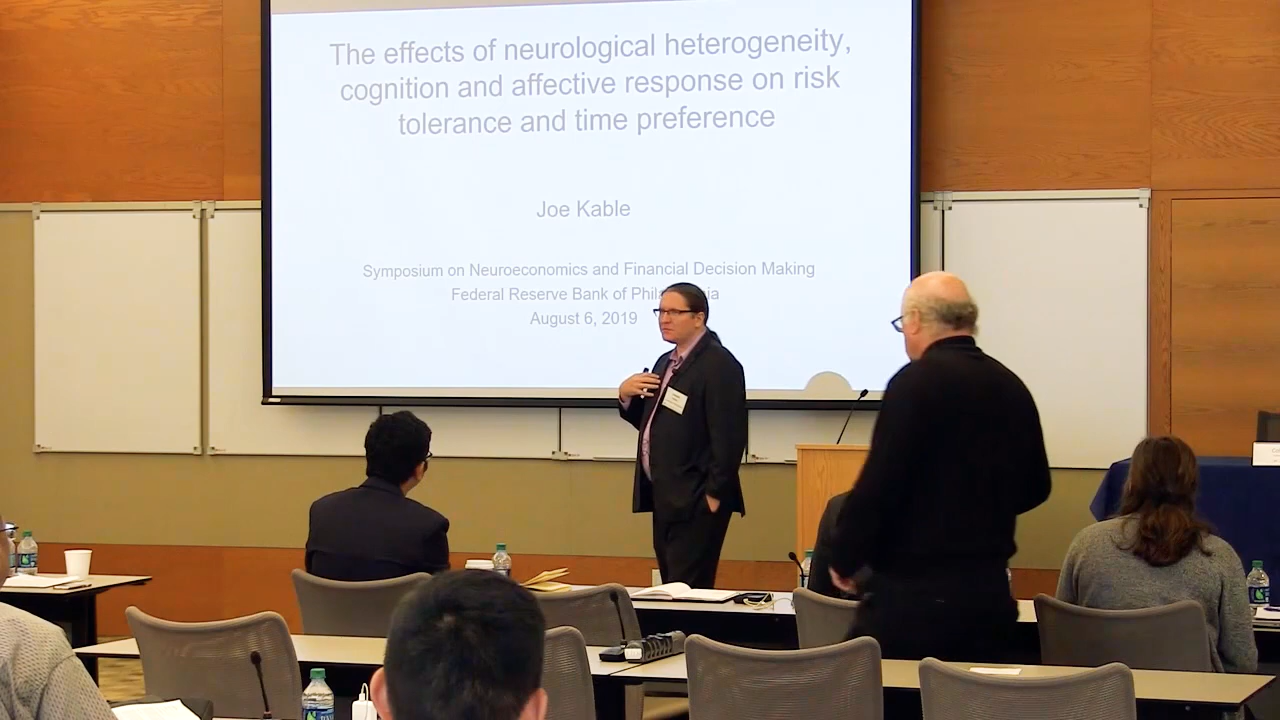 The effects of neurological heterogeneity,
cognition and affective response on risk
tolerance and time preference
Joe Kable
Symposium on Neuroeconomics and Financial Decision Making
Federal Reserve Bank of
August 6, 2019